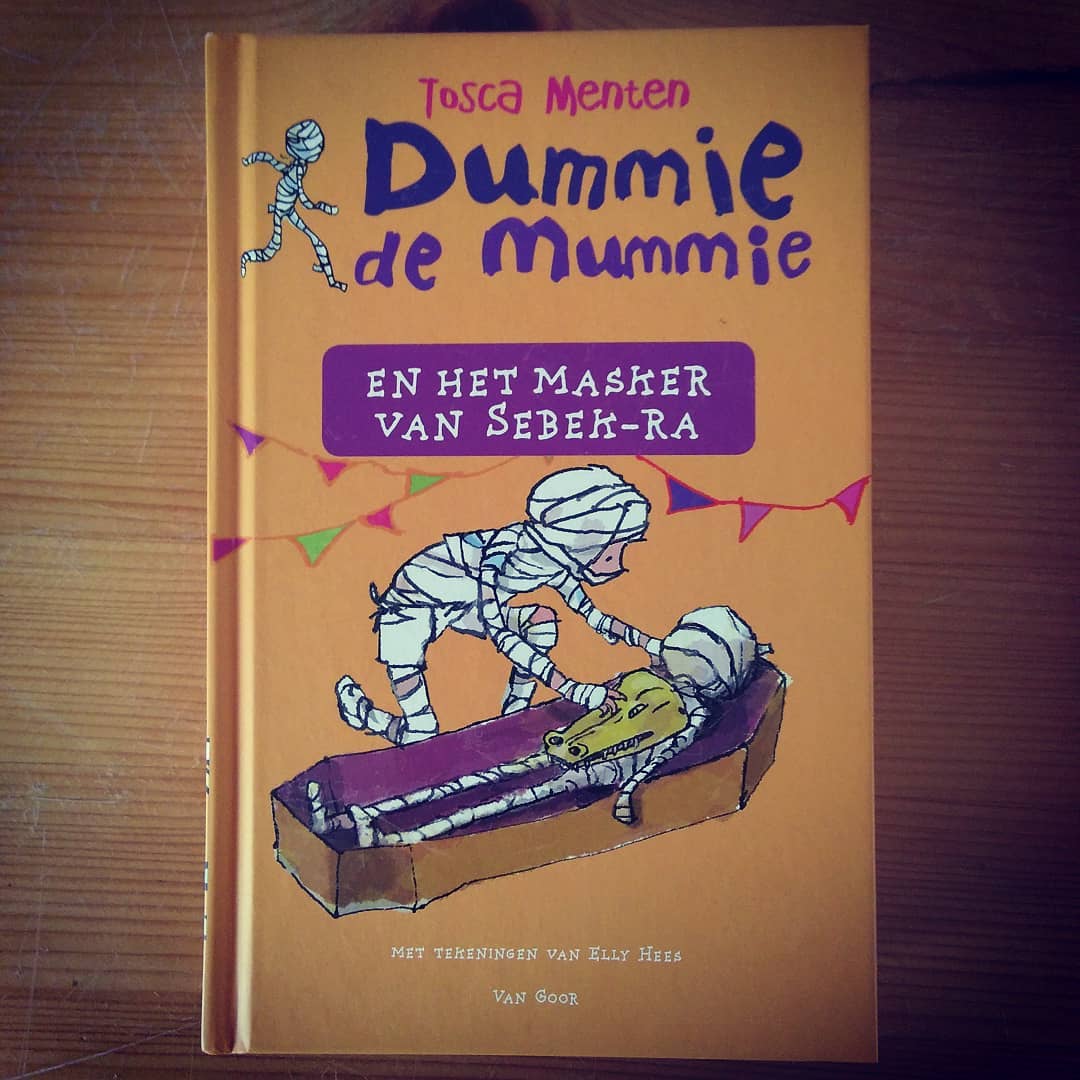 Tosca Menten
Dummie
de Mummie
EN HET MASKER
VAN SEBEK-RA
MET TEKENINGEN VAN ELLY HEES
VAN GOOR